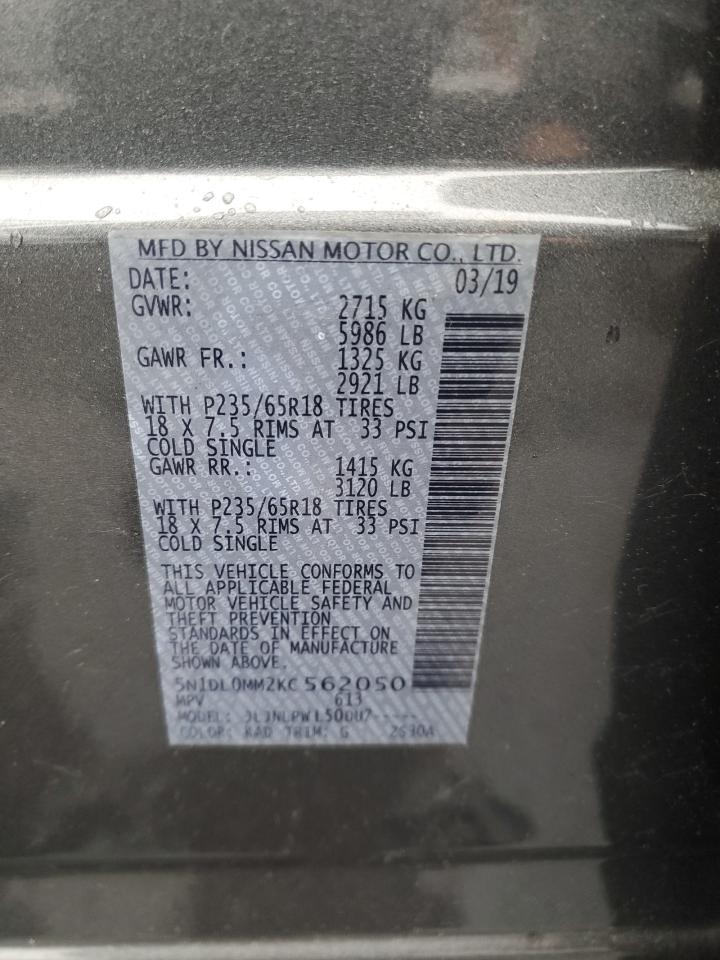 MFD BY NISSAN MOTOR CO., LTD.
DATE: 03/19
GVWR: 2715 KG
5986 LB
GAWR FR.: 1325 KG
2921 LB
WITH P235/65R18 TIRES
18 X 7.5 RIMS AT 33 PSI
COLD SINGLE
GAWR RR.: 1415 KG
3120 LB
WITH P235/65R18 TIRES
18 X 7.5 RIMS AT 33 PSI
COLD SINGLE
THIS VEHICLE CONFORMS TO
ALL APPLICABLE FEDERAL
MOTOR VEHICLE SAFETY AND
THEFT PREVENTION
STANDARDS IN EFFECT ON
THE DATE OF MANUFACTURE
SHOWN ABOVE.
5N1DL0MM2KC562050
MPV 613
MODEL:
COLOR: KAD TRIM: G